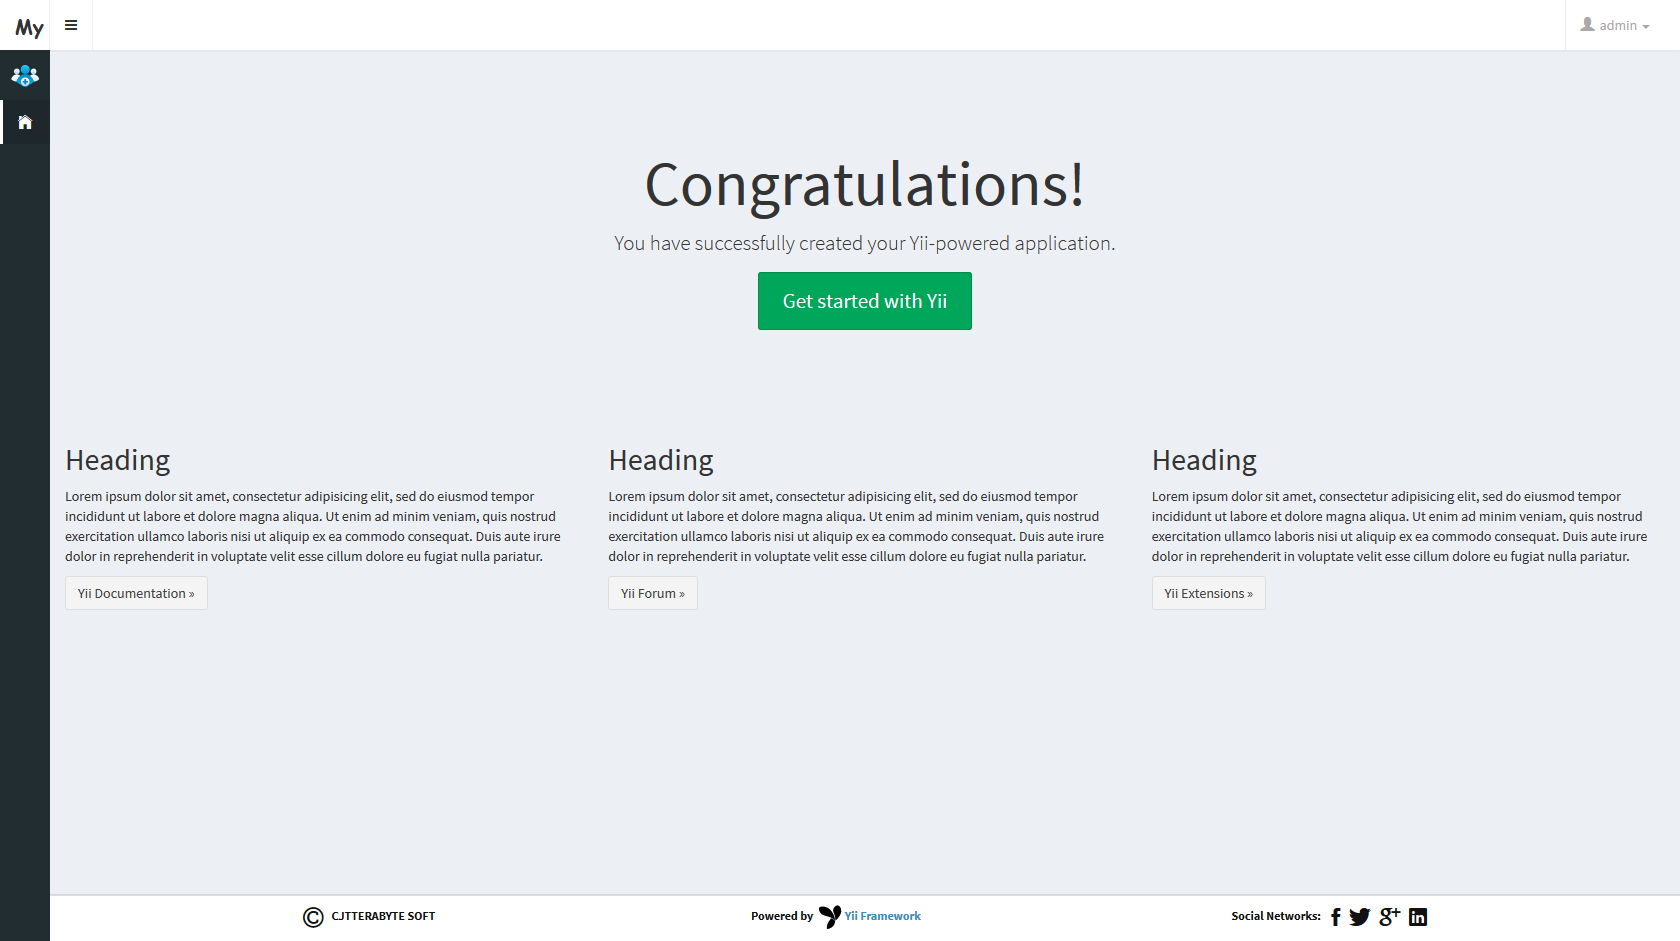 My
admin
Congratulations!
You have successfully created your Yii-powered application.
Get started with Yii
Heading
Lorem ipsum dolor sit amet, consectetur adipisicing elit, sed do eiusmod tempor
incididunt ut labore et dolore magna aliqua. Ut enim ad minim veniam, quis nostrud
exercitation ullamco laboris nisi ut aliquip ex ea commodo consequat. Duis aute irure
dolor in reprehenderit in voluptate velit esse cillum dolore eu fugiat nulla pariatur.
Yii Documentation »
Heading
Lorem ipsum dolor sit amet, consectetur adipisicing elit, sed do eiusmod tempor
incididunt ut labore et dolore magna aliqua. Ut enim ad minim veniam, quis nostrud
exercitation ullamco laboris nisi ut aliquip ex ea commodo consequat. Duis aute irure
dolor in reprehenderit in voluptate velit esse cillum dolore eu fugiat nulla pariatur.
Yii Forum »
Heading
Lorem ipsum dolor sit amet, consectetur adipisicing elit, sed do eiusmod tempor
incididunt ut labore et dolore magna aliqua. Ut enim ad minim veniam, quis nostrud
exercitation ullamco laboris nisi ut aliquip ex ea commodo consequat. Duis aute irure
dolor in reprehenderit in voluptate velit esse cillum dolore eu fugiat nulla pariatur.
Yii Extensions »
© CJTTERABYTE SOFT
Powered by Yii Framework
Social Networks: